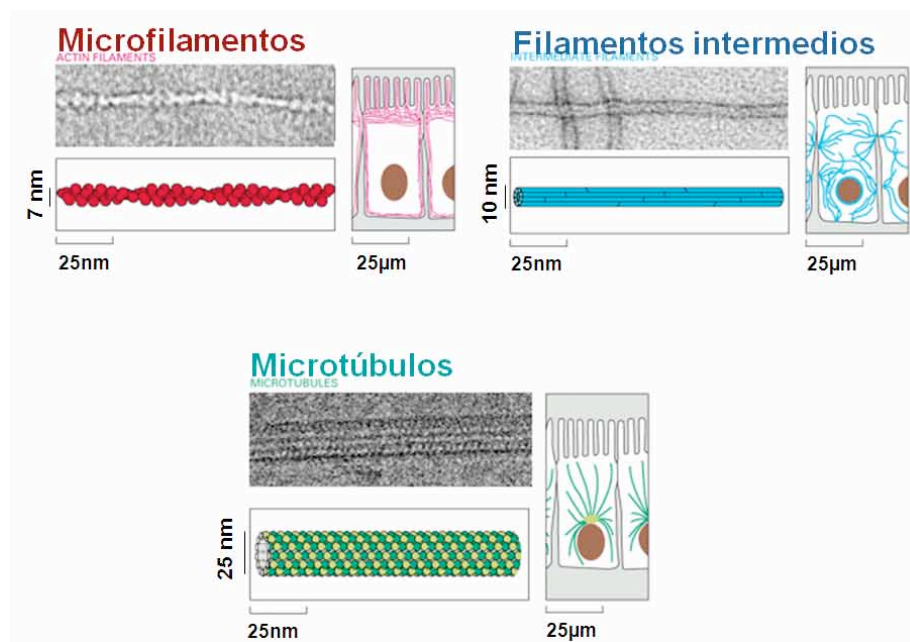 Microfilamentos
ACTIN FILAMENTS
7 nm
25nm
25µm
Filamentos intermedios
INTERMEDIATE FILAMENTS
10 nm
25nm
25µm
Microtúbulos
MICROTUBULES
25 nm
25nm
25µm